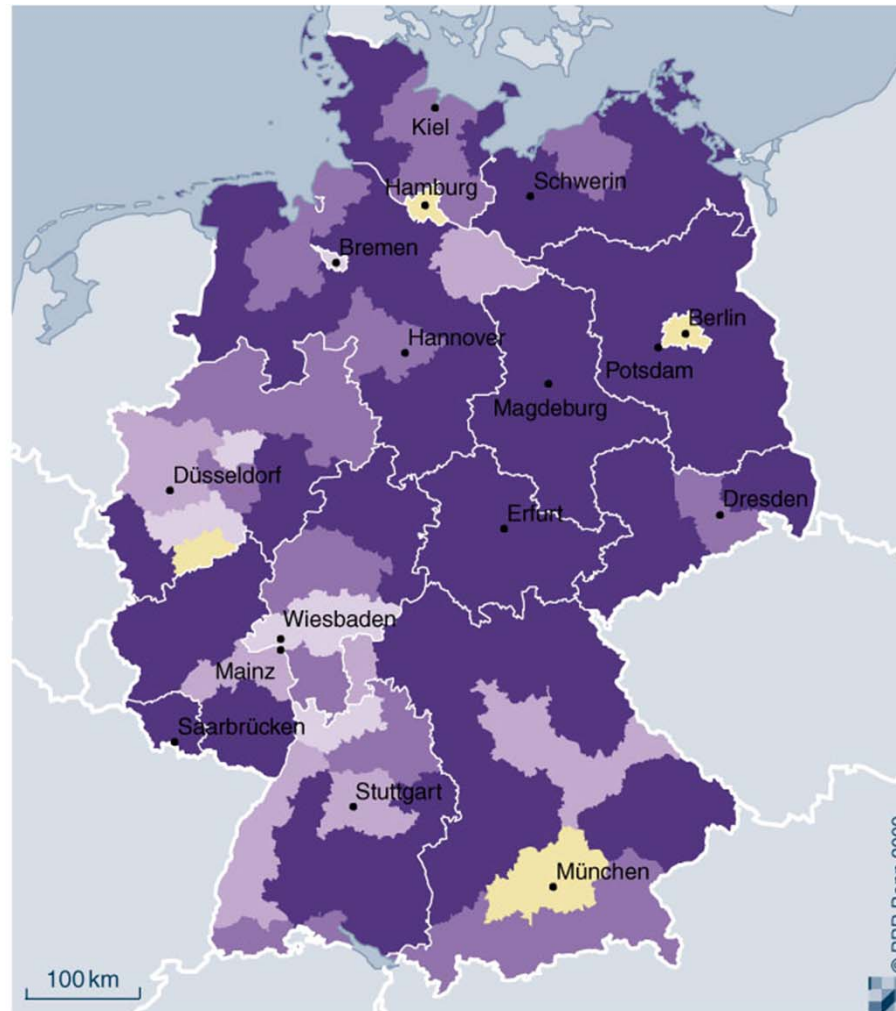 Kiel
Hamburg
Schwerin
Bremen
Berlin
Hannover
Potsdam
Magdeburg
Düsseldorf
Dresden
Erfurt
Wiesbaden
Mainz
Saarbrücken
Stuttgart
München
100 km